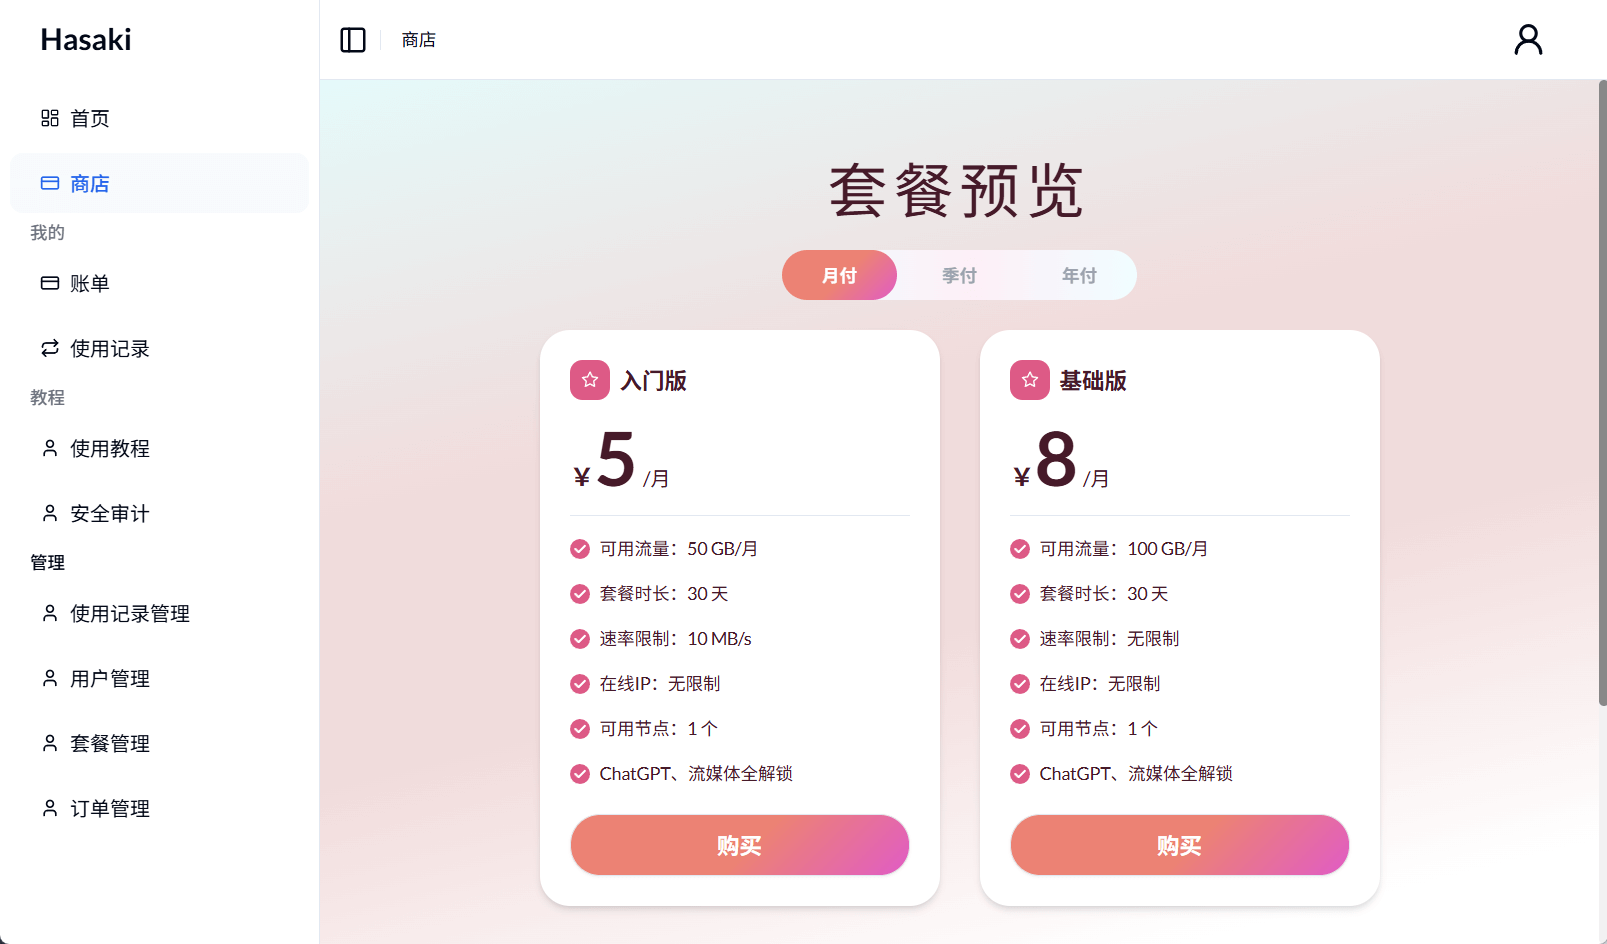 Hasaki
首页
商店
我的
账单
使用记录
教程
使用教程
安全审计
管理
使用记录管理
用户管理
套餐管理
订单管理
商店
套餐预览
月付
季付
年付
入门版
¥5/月
可用流量：50 GB/月
套餐时长：30 天
速率限制：10 MB/s
在线IP：无限制
可用节点：1 个
ChatGPT、流媒体全解锁
购买
基础版
¥8/月
可用流量：100 GB/月
套餐时长：30 天
速率限制：无限制
在线IP：无限制
可用节点：1 个
ChatGPT、流媒体全解锁
购买